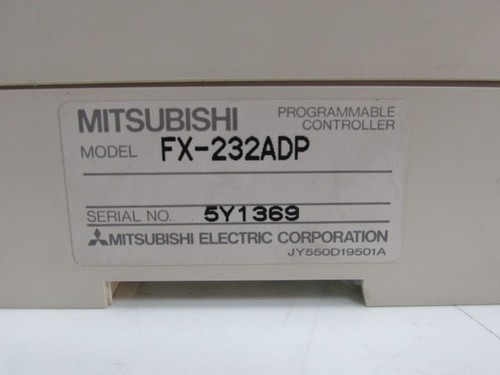 MITSUBISHI PROGRAMMABLE
CONTROLLER
MODEL FX-232ADP
SERIAL NO. 5Y1369
MITSUBISHI ELECTRIC CORPORATION
JY550D19501A